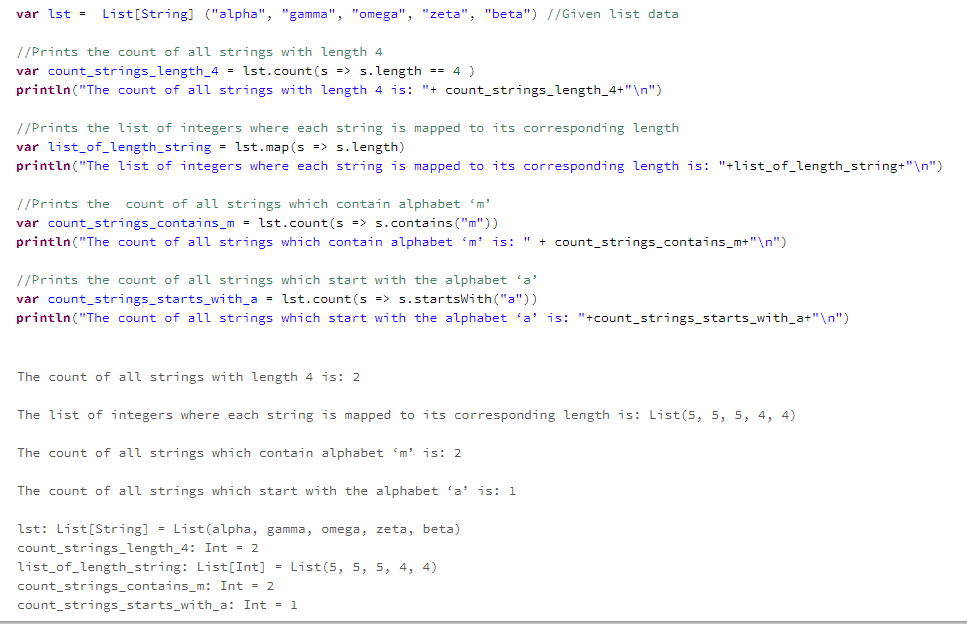 var lst =  List[String] ("alpha", "gamma", "omega", "zeta", "beta") //Given list data
//Prints the count of all strings with length 4
var count_strings_length_4 = lst.count(s => s.length == 4 )
println("The count of all strings with length 4 is: "+ count_strings_length_4+"\n")
//Prints the list of integers where each string is mapped to its corresponding length
var list_of_length_string = lst.map(s => s.length)
println("The list of integers where each string is mapped to its corresponding length is: "+list_of_length_string+"\n")
//Prints the  count of all strings which contain alphabet ‘m’
var count_strings_contains_m = lst.count(s => s.contains("m"))
println("The count of all strings which contain alphabet ‘m’ is: " + count_strings_contains_m+"\n")
//Prints the count of all strings which start with the alphabet ‘a’
var count_strings_starts_with_a = lst.count(s => s.startsWith("a"))
println("The count of all strings which start with the alphabet ‘a’ is: "+count_strings_starts_with_a+"\n")
The count of all strings with length 4 is: 2
The list of integers where each string is mapped to its corresponding length is: List(5, 5, 5, 4, 4)
The count of all strings which contain alphabet ‘m’ is: 2
The count of all strings which start with the alphabet ‘a’ is: 1
lst: List[String] = List(alpha, gamma, omega, zeta, beta)
count_strings_length_4: Int = 2
list_of_length_string: List[Int] = List(5, 5, 5, 4, 4)
count_strings_contains_m: Int = 2
count_strings_starts_with_a: Int = 1